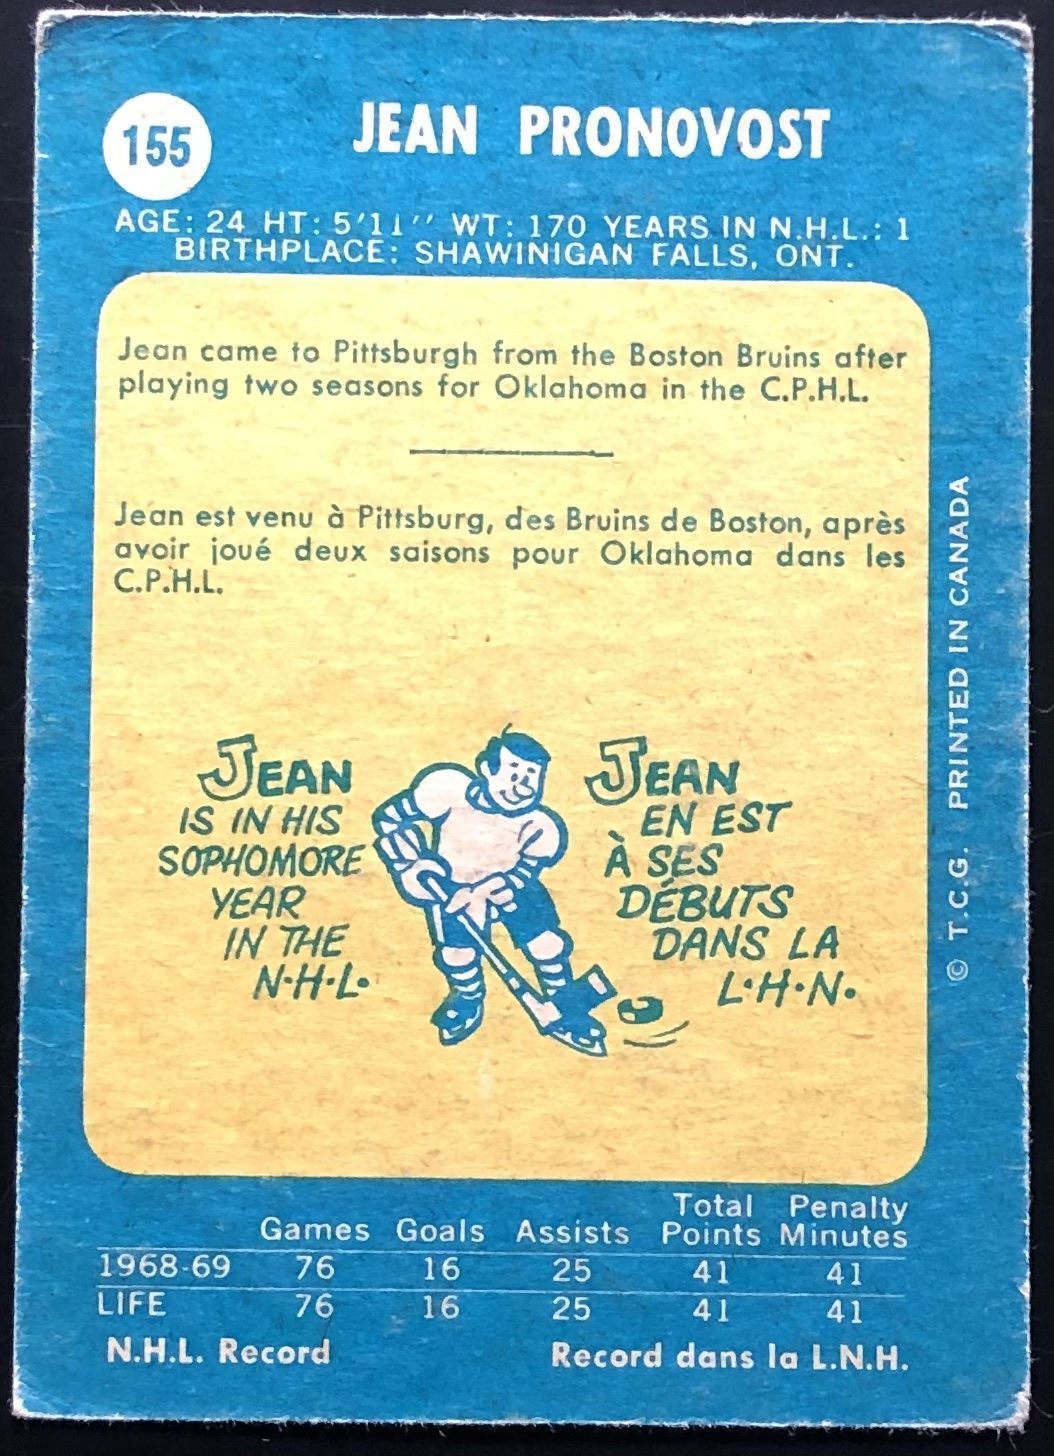 155
JEAN PRONOVOST
AGE: 24 HT: 5'11'' WT: 170 YEARS IN N.H.L.: 1
BIRTHPLACE: SHAWINIGAN FALLS, ONT.
Jean came to Pittsburgh from the Boston Bruins after
playing two seasons for Oklahoma in the C.P.H.L.
Jean est venu à Pittsburg, des Bruins de Boston, après
avoir joué deux saisons pour Oklahoma dans les
C.P.H.L.
JEAN
IS IN HIS
SOPHOMORE
YEAR
IN THE
N·H·L·
JEAN
EN EST
À SES
DÉBUTS
DANS LA
L·H·N·
© T.C.G. PRINTED IN CANADA
Games Goals Assists Total Points Penalty Minutes
1968-69 76 16 25 41 41
LIFE 76 16 25 41 41
N.H.L. Record Record dans la L.N.H.